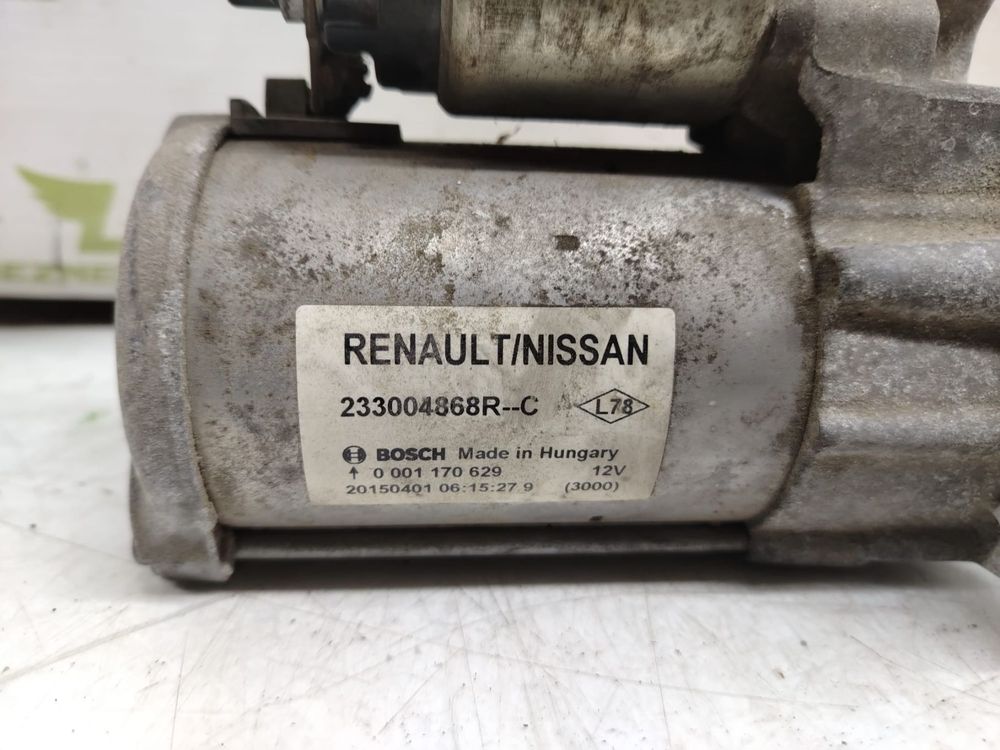 RENAULT/NISSAN
233004868R--C A L78
BOSCH Made in Hungary
↑ 0 001 170 629 12V
20150401 06:15:27 9 (3000)